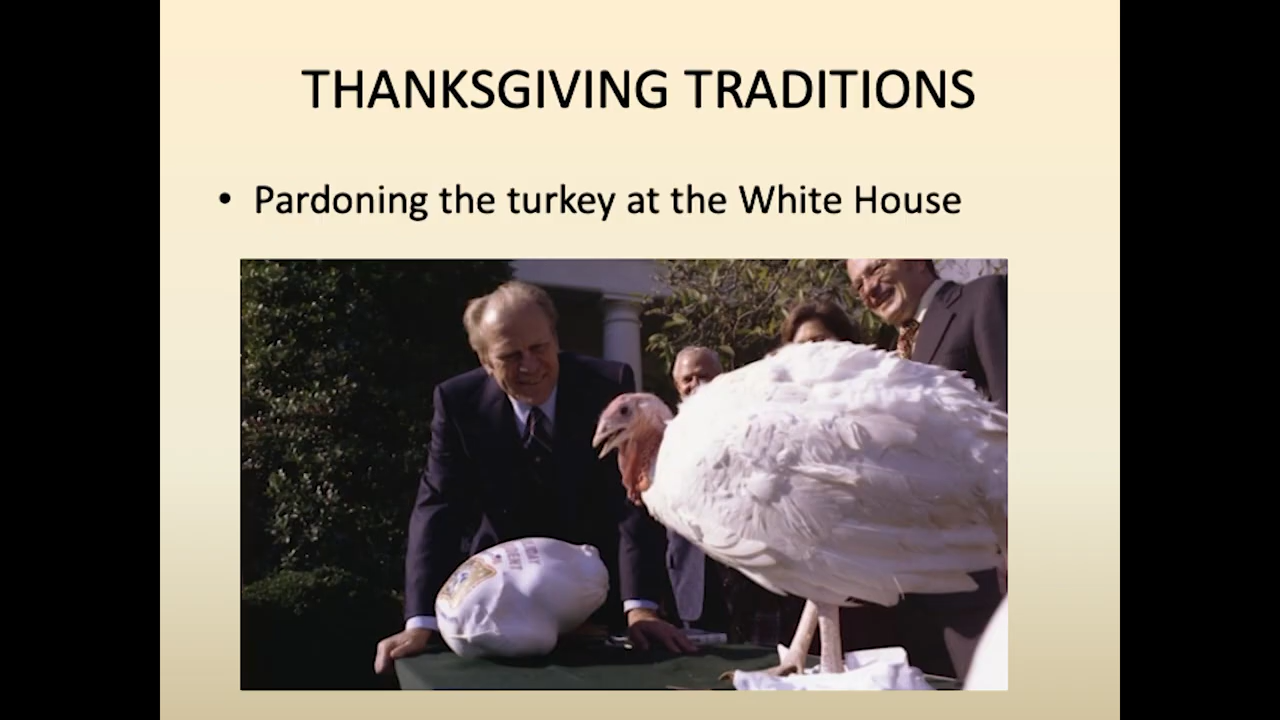 THANKSGIVING TRADITIONS
• Pardoning the turkey at the White House